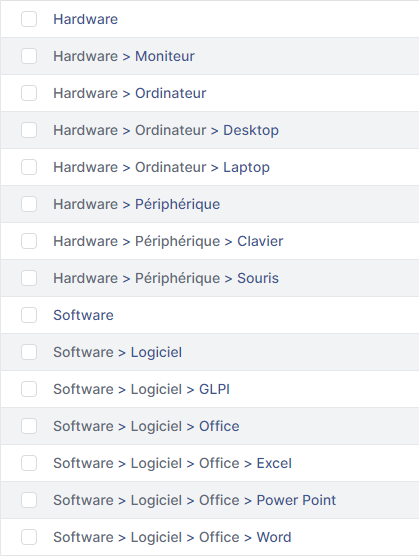 Hardware
Hardware > Moniteur
Hardware > Ordinateur
Hardware > Ordinateur > Desktop
Hardware > Ordinateur > Laptop
Hardware > Périphérique
Hardware > Périphérique > Clavier
Hardware > Périphérique > Souris
Software
Software > Logiciel
Software > Logiciel > GLPI
Software > Logiciel > Office
Software > Logiciel > Office > Excel
Software > Logiciel > Office > Power Point
Software > Logiciel > Office > Word